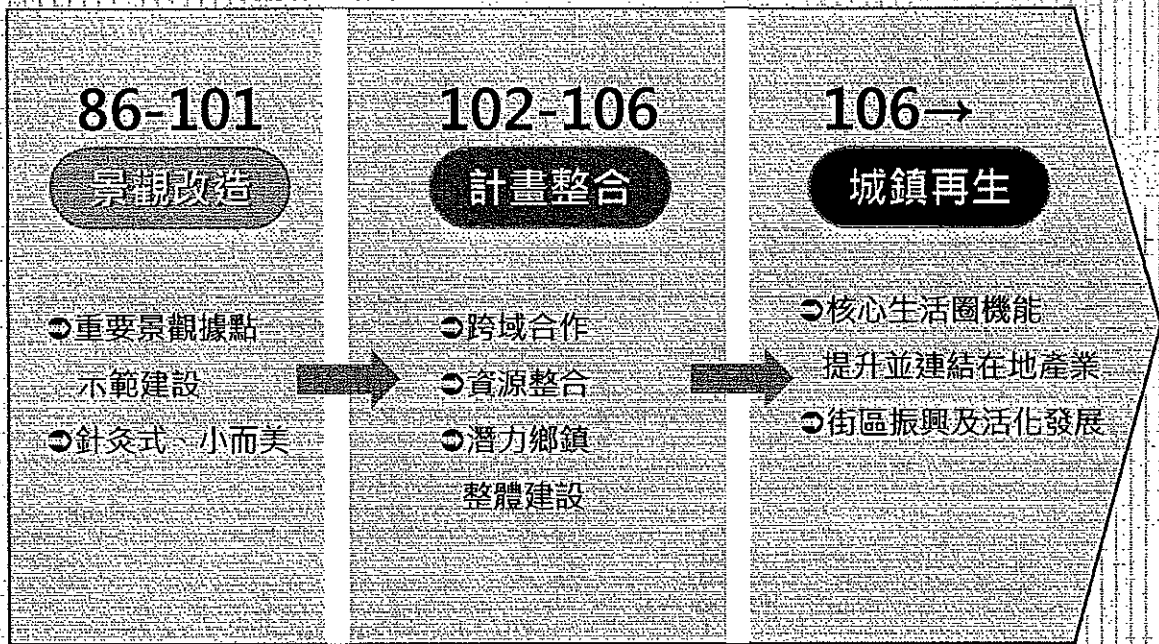 86-101
景觀改造
➲重要景觀據點
示範建設
➲針灸式、小而美
102-106
計畫整合
➲跨域合作
➲資源整合
➲潛力鄉鎮
整體建設
106→
城鎮再生
➲核心生活圈機能
提升並連結在地產業
➲街區振興及活化發展